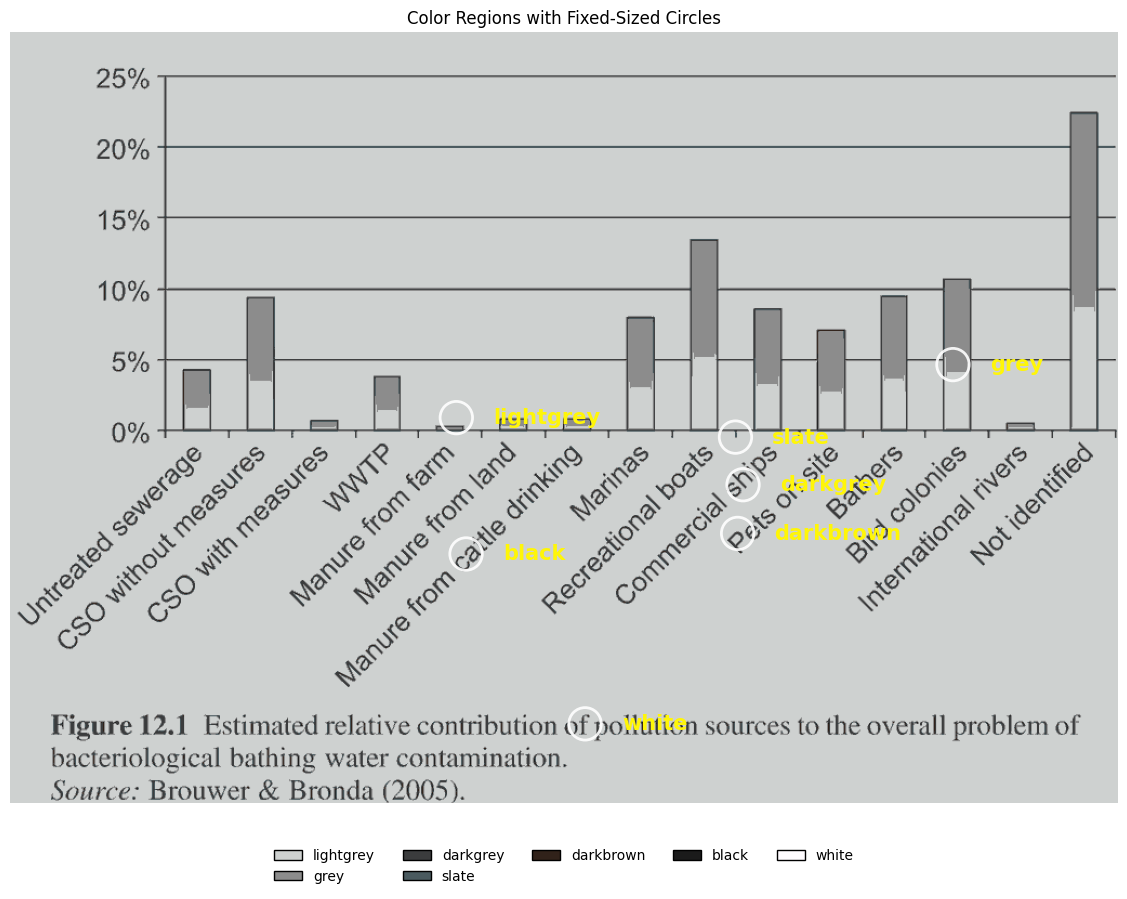 Color Regions with Fixed-Sized Circles
25%
20%
15%
10%
5%
0%
grey
lightgrey
slate
darkgrey
darkbrown
black
white
Untreated sewerage
CSO without measures
CSO with measures
WWTP
Manure from farm
Manure from land
Manure from cattle drinking
Marinas
Recreational boats
Commercial ships
Pets on site
Bathers
Bird colonies
International rivers
Not identified
Figure 12.1 Estimated relative contribution of pollution sources to the overall problem of
bacteriological bathing water contamination.
Source: Brouwer & Bronda (2005).
lightgrey darkgrey darkbrown black white
grey slate